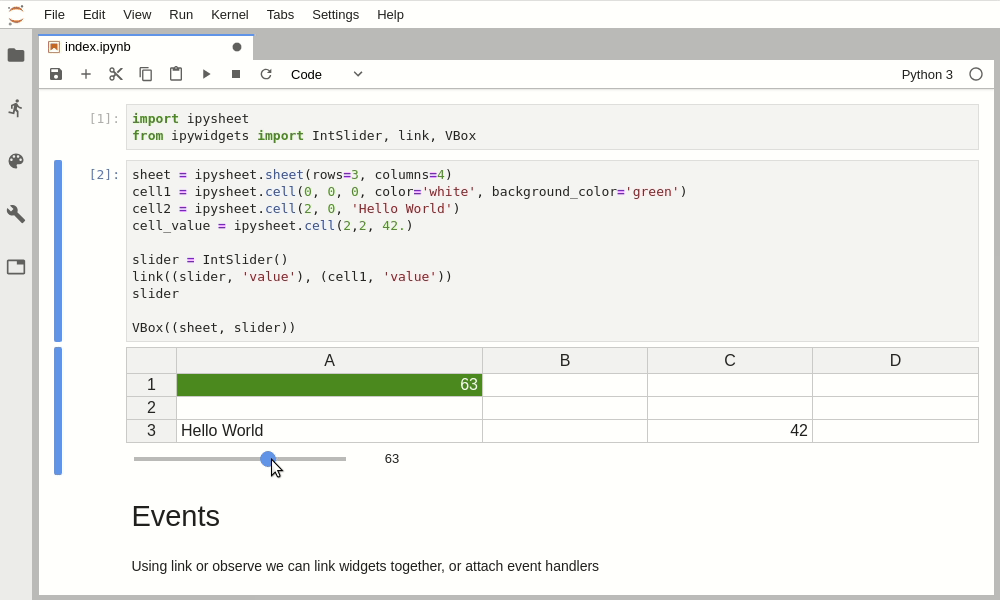 File Edit View Run Kernel Tabs Settings Help
index.ipynb
Code Python 3
[1]: import ipysheet
from ipywidgets import IntSlider, link, VBox
[2]: sheet = ipysheet.sheet(rows=3, columns=4)
cell1 = ipysheet.cell(0, 0, 0, color='white', background_color='green')
cell2 = ipysheet.cell(2, 0, 'Hello World')
cell_value = ipysheet.cell(2,2, 42.)
slider = IntSlider()
link((slider, 'value'), (cell1, 'value'))
slider
VBox((sheet, slider))
A B C D
1 63
2
3 Hello World 42
63
Events
Using link or observe we can link widgets together, or attach event handlers